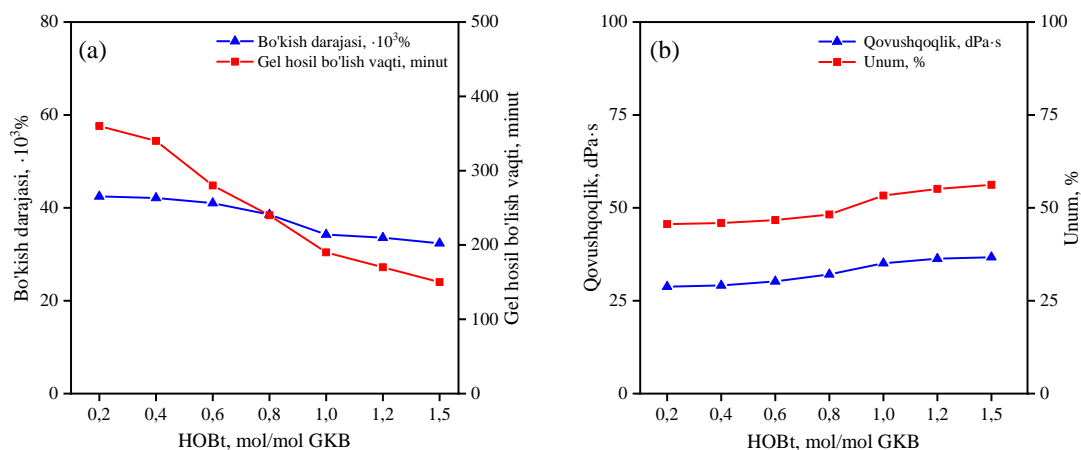 (a)
Bo'kish darajasi, ·10³%
Gel hosil bo'lish vaqti, minut
80
60
40
20
0
Bo'kish darajasi, ·10³%
500
400
300
200
100
0
Gel hosil bo'lish vaqti, minut
0,2 0,4 0,6 0,8 1,0 1,2 1,5
HOBt, mol/mol GKB
(b)
Qovushqoqlik, dPa·s
Unum, %
100
75
50
25
0
Qovushqoqlik, dPa·s
100
75
50
25
0
Unum, %
0,2 0,4 0,6 0,8 1,0 1,2 1,5
HOBt, mol/mol GKB